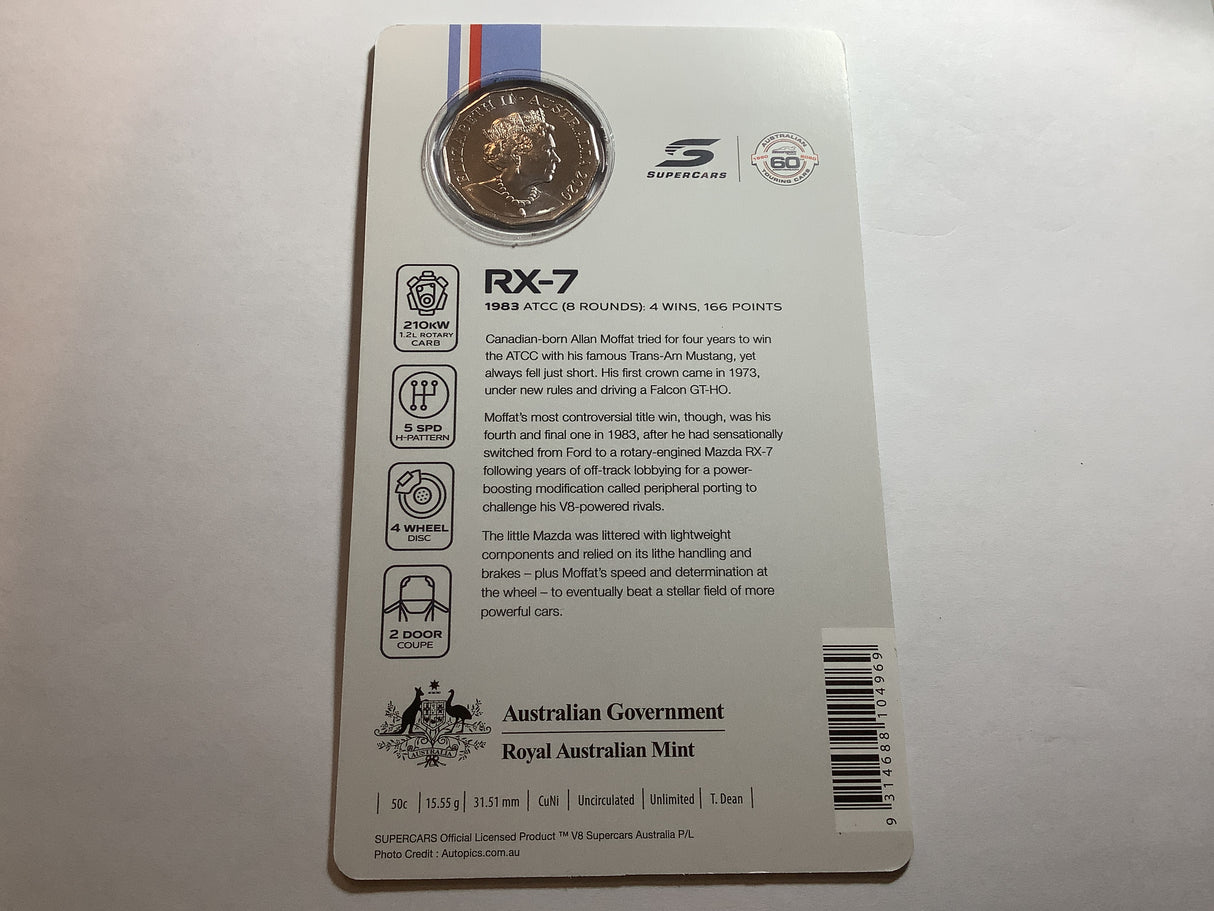 ELIZABETH II • AUSTRALIA 2020
SUPERCARS
AUSTRALIAN
1960 60 2020
TOURING CARS
RX-7
1983 ATCC (8 ROUNDS): 4 WINS, 166 POINTS
210KW
1.2L ROTARY
CARB
5 SPD
H-PATTERN
4 WHEEL
DISC
2 DOOR
COUPE
Canadian-born Allan Moffat tried for four years to win
the ATCC with his famous Trans-Am Mustang, yet
always fell just short. His first crown came in 1973,
under new rules and driving a Falcon GT-HO.
Moffat's most controversial title win, though, was his
fourth and final one in 1983, after he had sensationally
switched from Ford to a rotary-engined Mazda RX-7
following years of off-track lobbying for a power-
boosting modification called peripheral porting to
challenge his V8-powered rivals.
The little Mazda was littered with lightweight
components and relied on its lithe handling and
brakes – plus Moffat's speed and determination at
the wheel – to eventually beat a stellar field of more
powerful cars.
AUSTRALIA
Australian Government
Royal Australian Mint
50c | 15.55 g | 31.51 mm | CuNi | Uncirculated | Unlimited | T. Dean
SUPERCARS Official Licensed Product ™ V8 Supercars Australia P/L
Photo Credit : Autopics.com.au
9 314688 104969